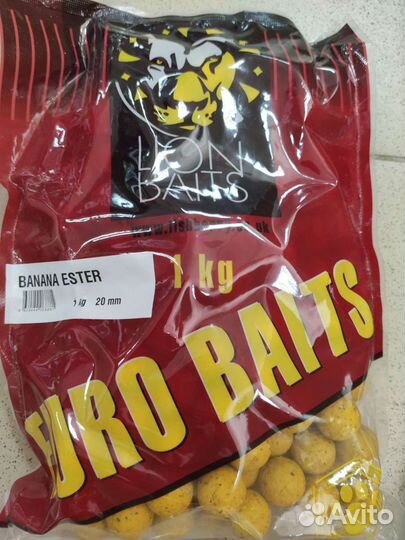 LION
BAITS
1 kg
BANANA ESTER
kg 20 mm
EURO BAITS
Avito